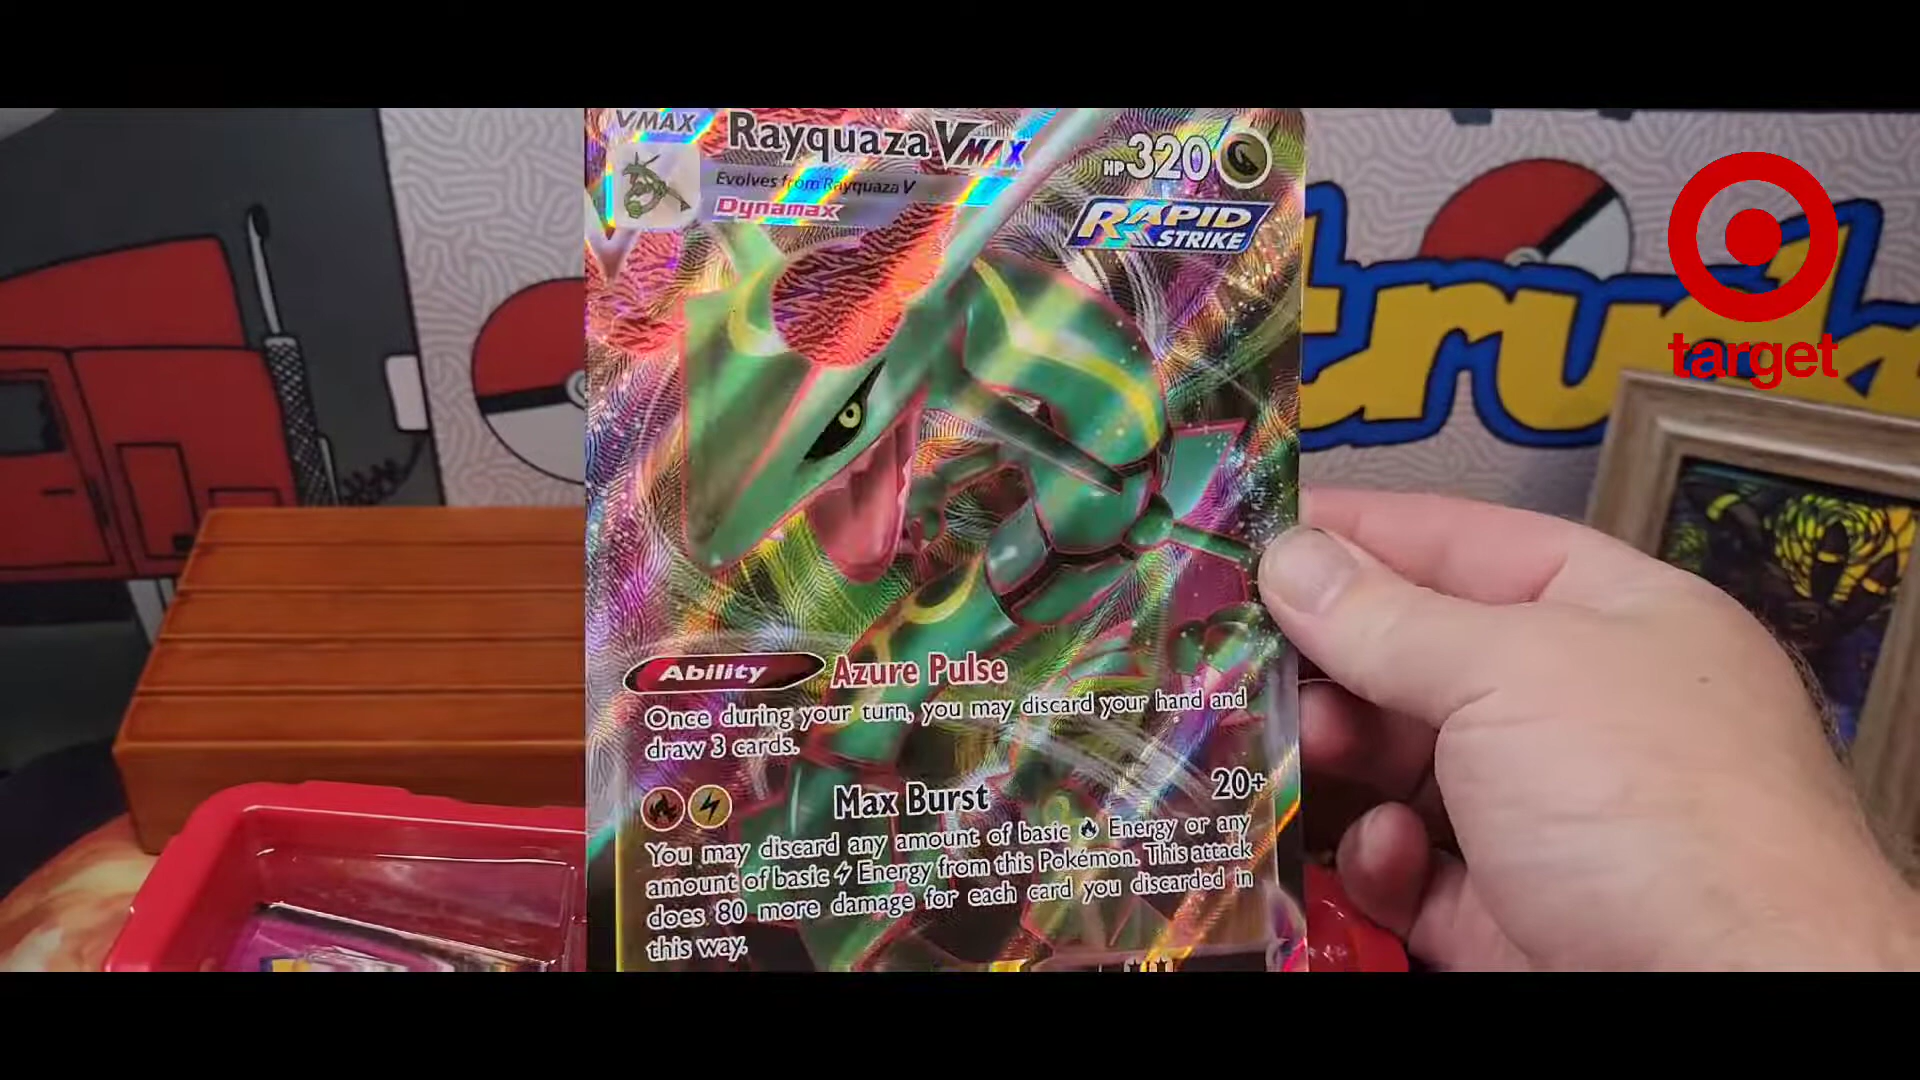 VMAX
Rayquaza VMAX
HP 320
Evolves from Rayquaza V
Dynamax
RAPID
STRIKE
target
Ability Azure Pulse
Once during your turn, you may discard your hand and
draw 3 cards.
Max Burst 20+
You may discard any amount of basic Energy or any
amount of basic Energy from this Pokémon. This attack
does 80 more damage for each card you discarded in
this way.